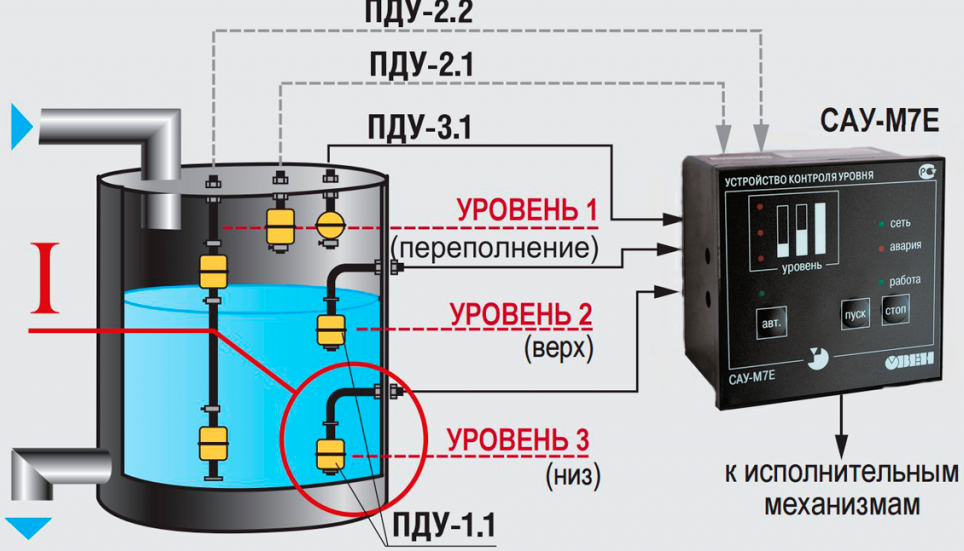 ПДУ-2.2
ПДУ-2.1
ПДУ-3.1
САУ-М7Е
УСТРОЙСТВО КОНТРОЛЯ УРОВНЯ
РС
сеть
авария
уровень
работа
авт.
пуск
стоп
САУ-М7Е
ОВЕН
I
УРОВЕНЬ 1
(переполнение)
УРОВЕНЬ 2
(верх)
УРОВЕНЬ 3
(низ)
ПДУ-1.1
к исполнительным
механизмам